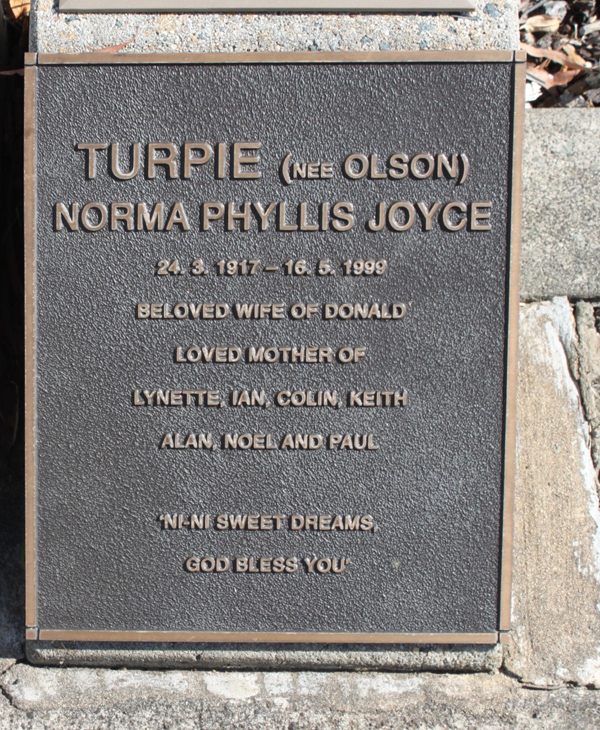 TURPIE (NEE OLSON)
NORMA PHYLLIS JOYCE
24. 3. 1917 – 16. 5. 1999
BELOVED WIFE OF DONALD
LOVED MOTHER OF
LYNETTE, IAN, COLIN, KEITH
ALAN, NOEL AND PAUL
'NI-NI SWEET DREAMS,
GOD BLESS YOU'